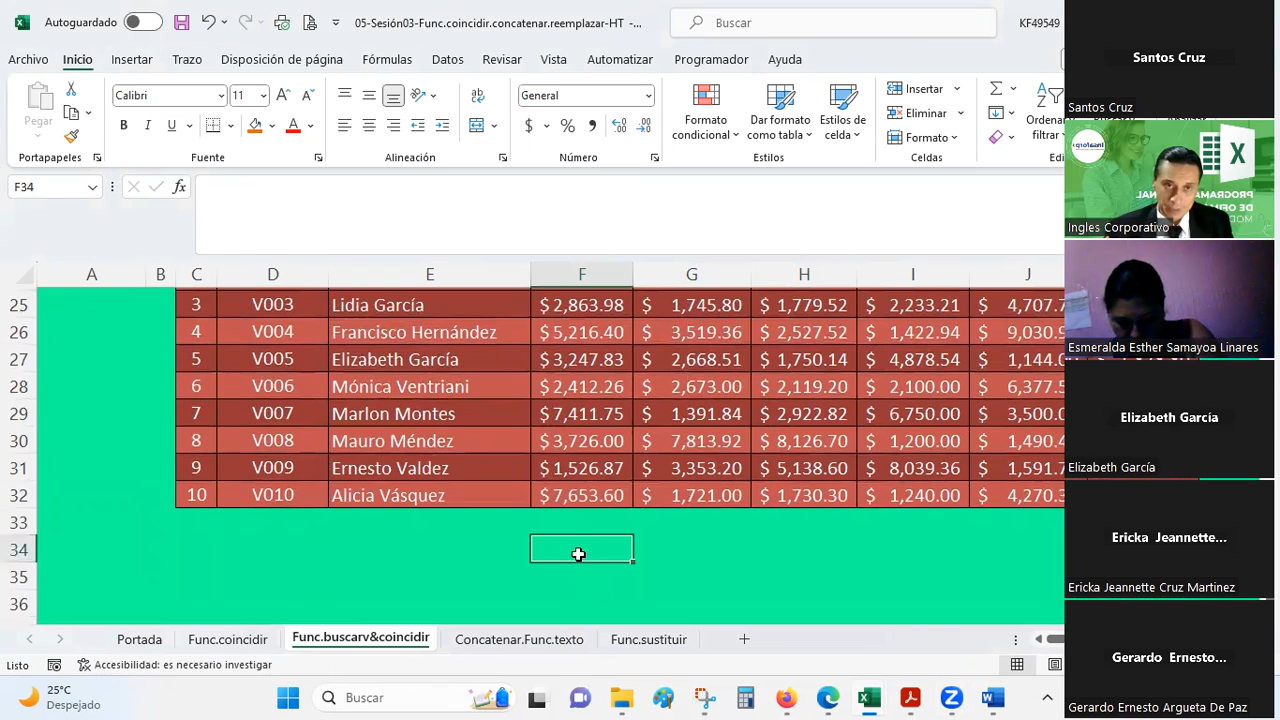 Autoguardado
05-Sesión03-Func.coincidir.concatenar.reemplazar-HT -...
Buscar
KF49549
Archivo Inicio Insertar Trazo Disposición de página Fórmulas Datos Revisar Vista Automatizar Programador Ayuda
Pegar
Calibri 11
General
Formato condicional
Dar formato como tabla
Estilos de celda
Insertar
Eliminar
Formato
Ordenar
filtrar
Portapapeles Fuente Alineación Número Estilos Celdas
F34
A B C D E F G H I J
25 3 V003 Lidia García $ 2,863.98 $ 1,745.80 $ 1,779.52 $ 2,233.21 $ 4,707.7
26 4 V004 Francisco Hernández $ 5,216.40 $ 3,519.36 $ 2,527.52 $ 1,422.94 $ 9,030.9
27 5 V005 Elizabeth García $ 3,247.83 $ 2,668.51 $ 1,750.14 $ 4,878.54 $ 1,144.0
28 6 V006 Mónica Ventriani $ 2,412.26 $ 2,673.00 $ 2,119.20 $ 2,100.00 $ 6,377.5
29 7 V007 Marlon Montes $ 7,411.75 $ 1,391.84 $ 2,922.82 $ 6,750.00 $ 3,500.0
30 8 V008 Mauro Méndez $ 3,726.00 $ 7,813.92 $ 8,126.70 $ 1,200.00 $ 1,490.4
31 9 V009 Ernesto Valdez $ 1,526.87 $ 3,353.20 $ 5,138.60 $ 8,039.36 $ 1,591.7
32 10 V010 Alicia Vásquez $ 7,653.60 $ 1,721.00 $ 1,730.30 $ 1,240.00 $ 4,270.3
33
34
35
36
Portada Func.coincidir Func.buscarv&coincidir Concatenar.Func.texto Func.sustituir
Listo Accesibilidad: es necesario investigar
25°C
Despejado
Buscar
Santos Cruz
Santos Cruz
Ingles Corporativo
Esmeralda Esther Samayoa Linares
Elizabeth García
Elizabeth García
Ericka Jeannette...
Ericka Jeannette Cruz Martinez
Gerardo Ernesto...
Gerardo Ernesto Argueta De Paz